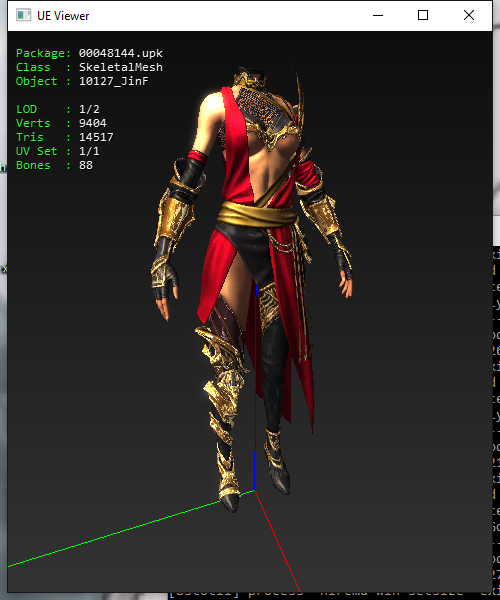 UE Viewer
Package: 00048144.upk
Class : SkeletalMesh
Object : 10127_JinF
LOD : 1/2
Verts : 9404
Tris : 14517
UV Set : 1/1
Bones : 88